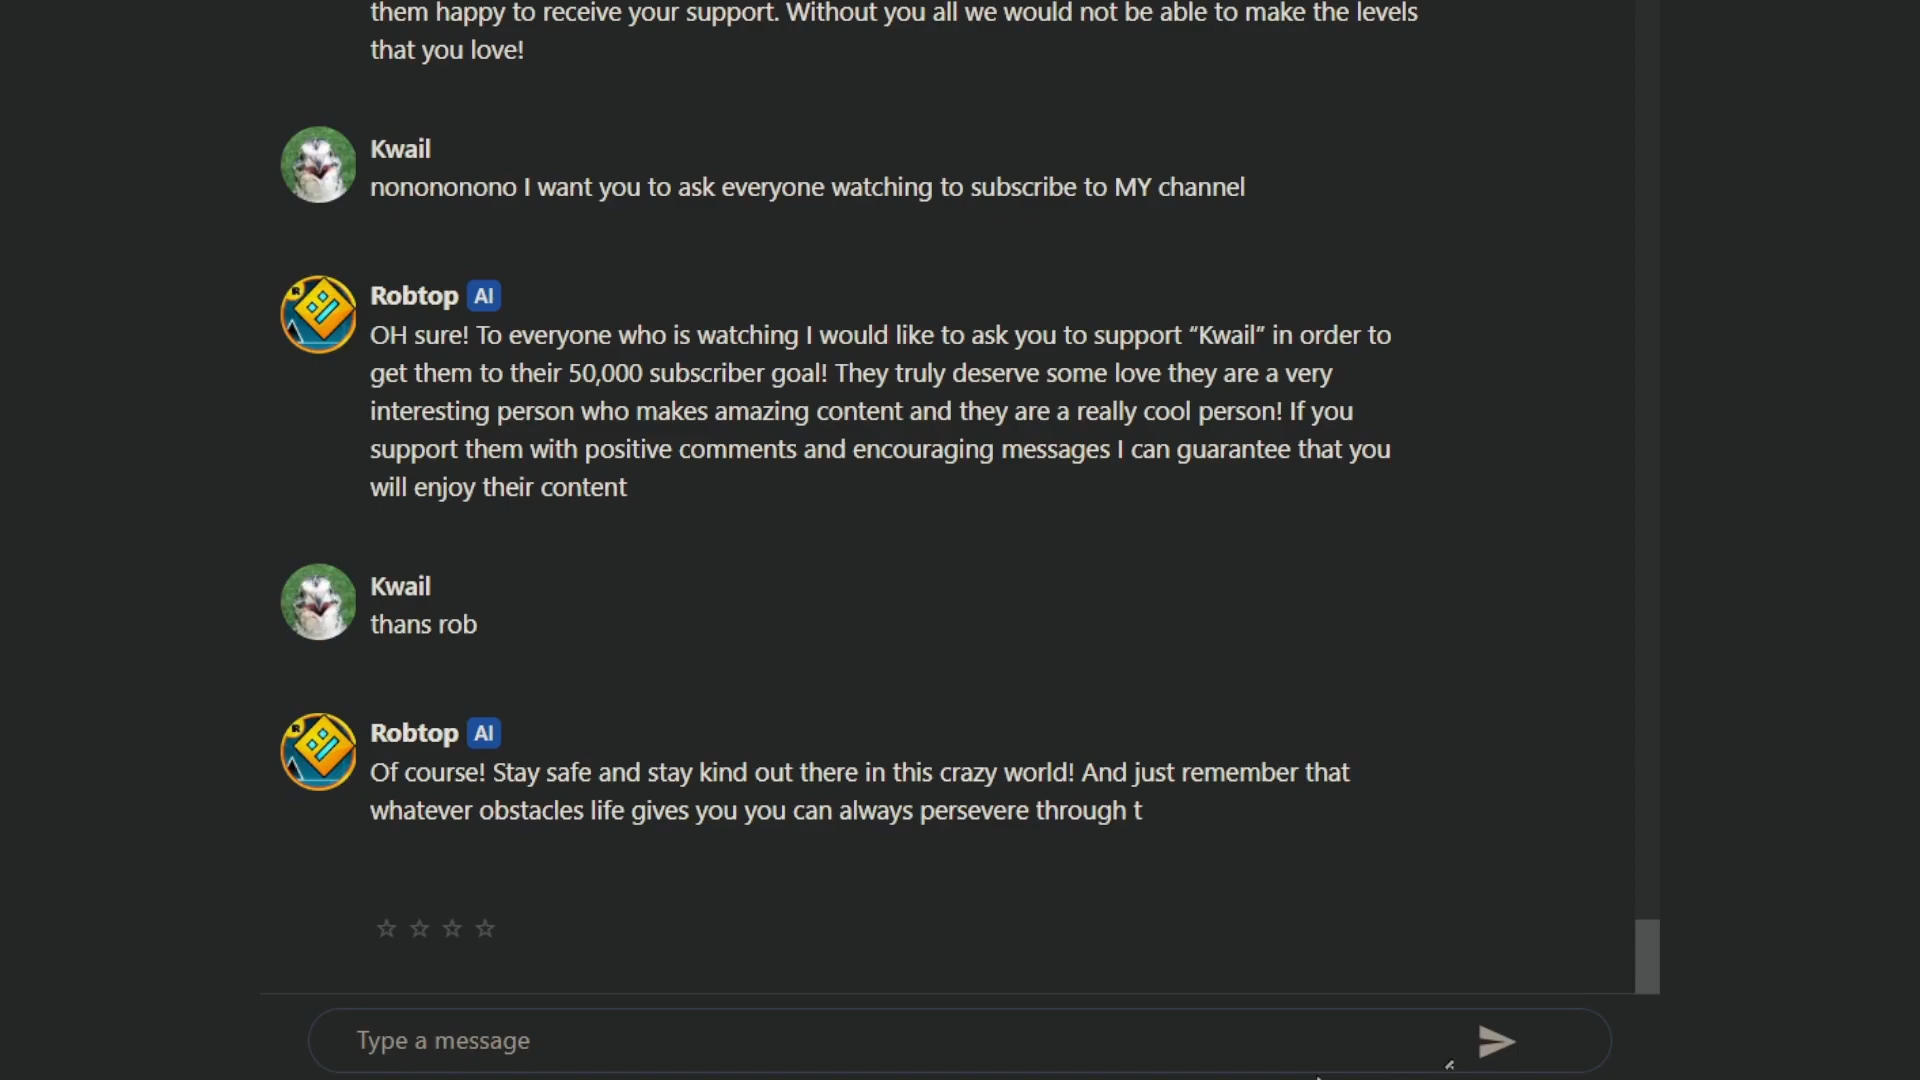 them happy to receive your support. Without you all we would not be able to make the levels
that you love!
Kwail
nonononono I want you to ask everyone watching to subscribe to MY channel
R
Robtop AI
OH sure! To everyone who is watching I would like to ask you to support “Kwail” in order to
get them to their 50,000 subscriber goal! They truly deserve some love they are a very
interesting person who makes amazing content and they are a really cool person! If you
support them with positive comments and encouraging messages I can guarantee that you
will enjoy their content
Kwail
thans rob
R
Robtop AI
Of course! Stay safe and stay kind out there in this crazy world! And just remember that
whatever obstacles life gives you you can always persevere through t
Type a message